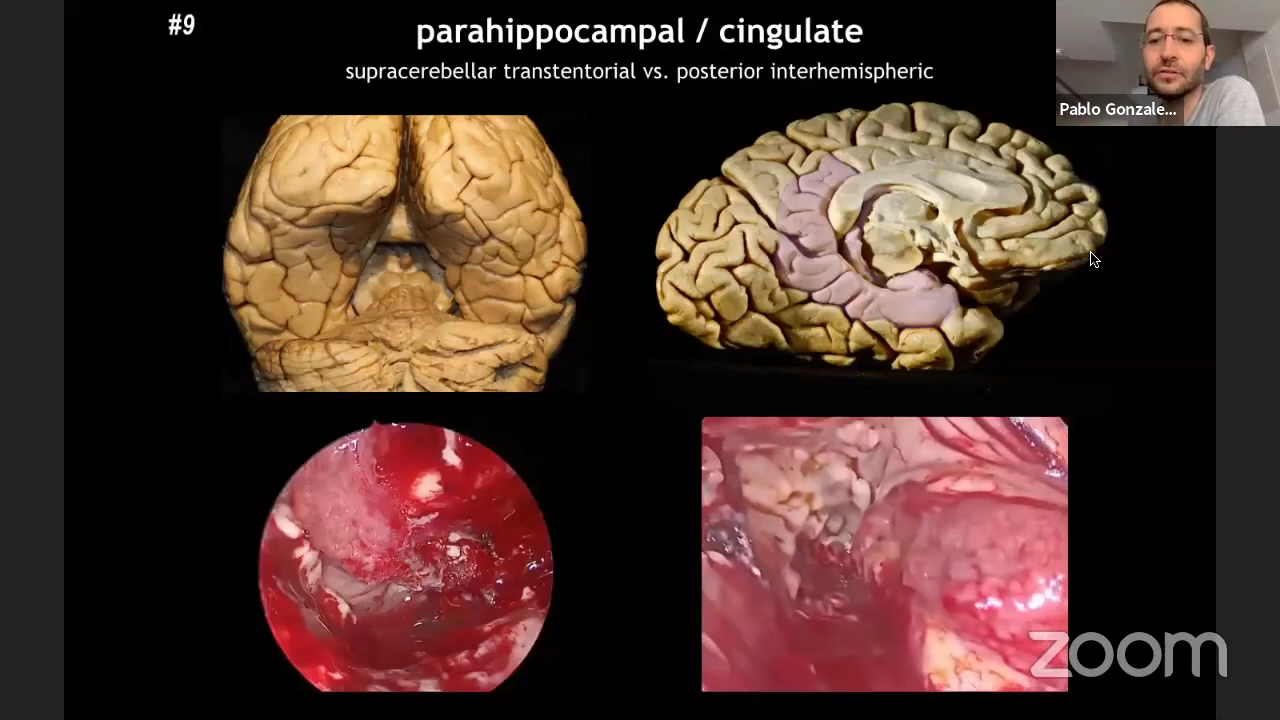 #9
parahippocampal / cingulate
supracerebellar transtentorial vs. posterior interhemispheric
Pablo Gonzale...
zoom